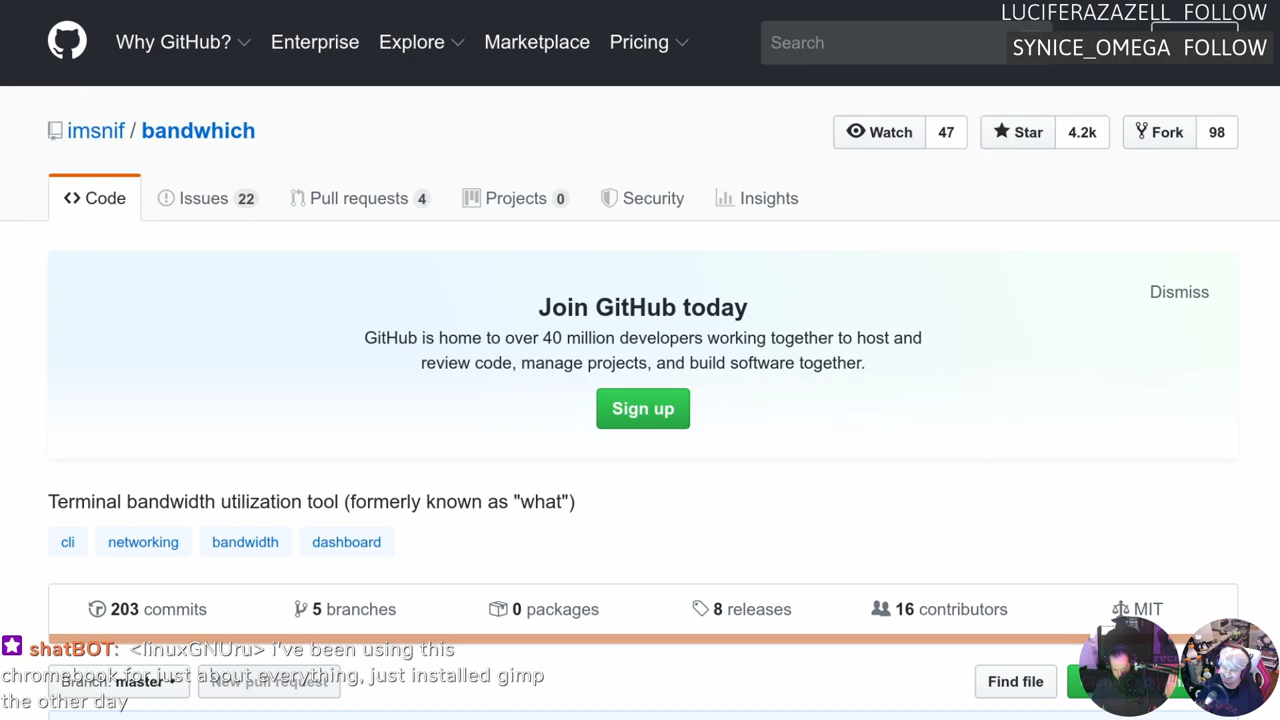 LUCIFERAZAZELL FOLLOW
Why GitHub? Enterprise Explore Marketplace Pricing Search
SYNICE_OMEGA FOLLOW
imsnif / bandwhich
Watch 47 Star 4.2k Fork 98
Code Issues 22 Pull requests 4 Projects 0 Security Insights
Dismiss
Join GitHub today
GitHub is home to over 40 million developers working together to host and
review code, manage projects, and build software together.
Sign up
Terminal bandwidth utilization tool (formerly known as "what")
cli networking bandwidth dashboard
203 commits 5 branches 0 packages 8 releases 16 contributors MIT
shatBOT: <linuxGNUru> i've been using this
chromebook for just about everything, just installed gimp
the other day
Branch: master New pull request Find file